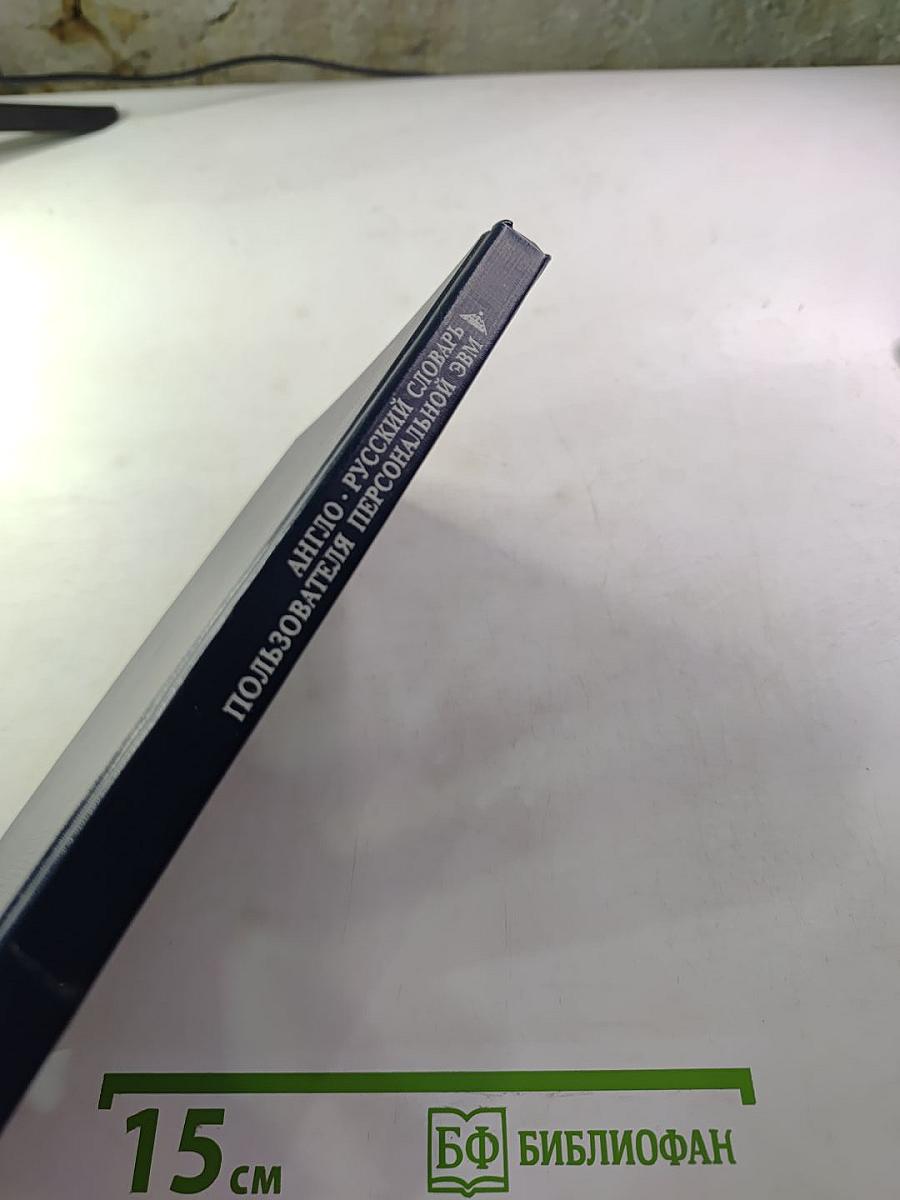 АНГЛО · РУССКИЙ СЛОВАРЬ
ПОЛЬЗОВАТЕЛЯ ПЕРСОНАЛЬНОЙ ЭВМ
15 см
БФ БИБЛИОФАН